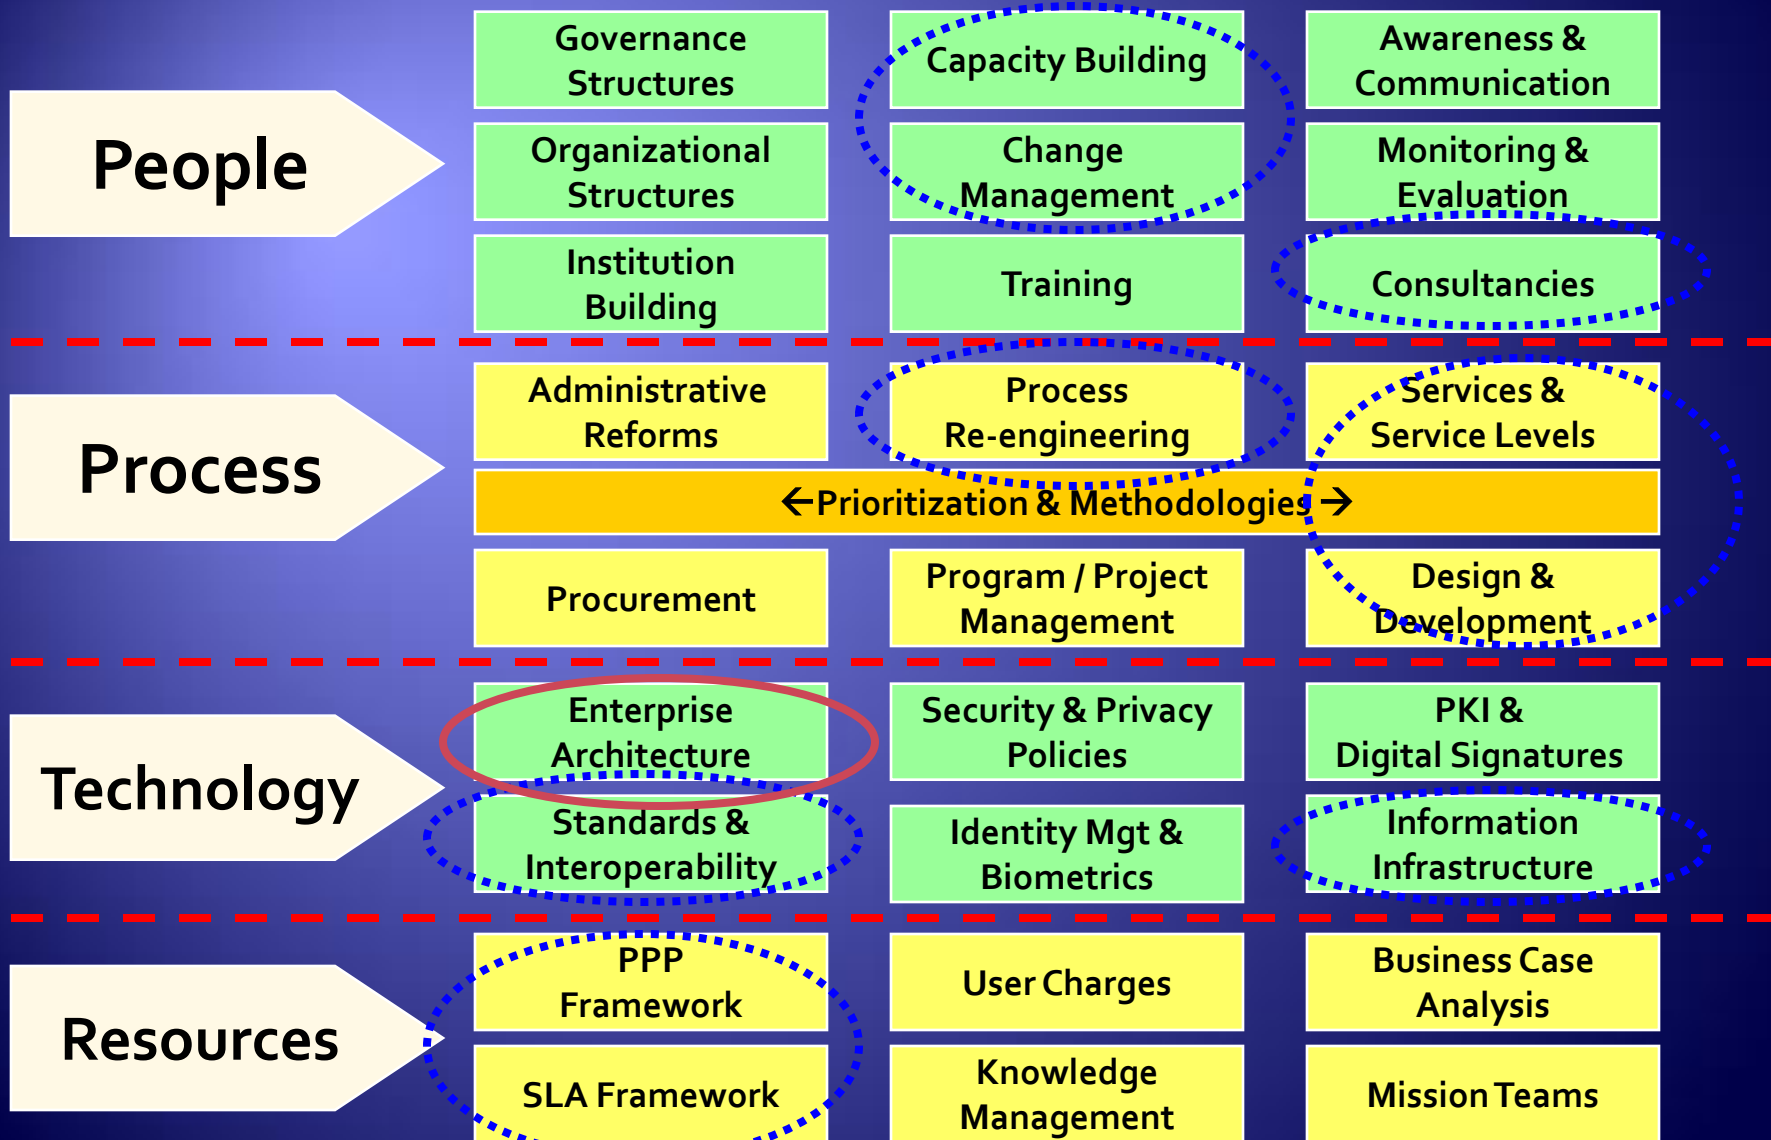 People
Governance
Structures
Capacity Building
Awareness &
Communication
Organizational
Structures
Change
Management
Monitoring &
Evaluation
Institution
Building
Training
Consultancies
Process
Administrative
Reforms
Process
Re-engineering
Services &
Service Levels
←Prioritization & Methodologies→
Procurement
Program / Project
Management
Design &
Development
Technology
Enterprise
Architecture
Security & Privacy
Policies
PKI &
Digital Signatures
Standards &
Interoperability
Identity Mgt &
Biometrics
Information
Infrastructure
Resources
PPP
Framework
User Charges
Business Case
Analysis
SLA Framework
Knowledge
Management
Mission Teams